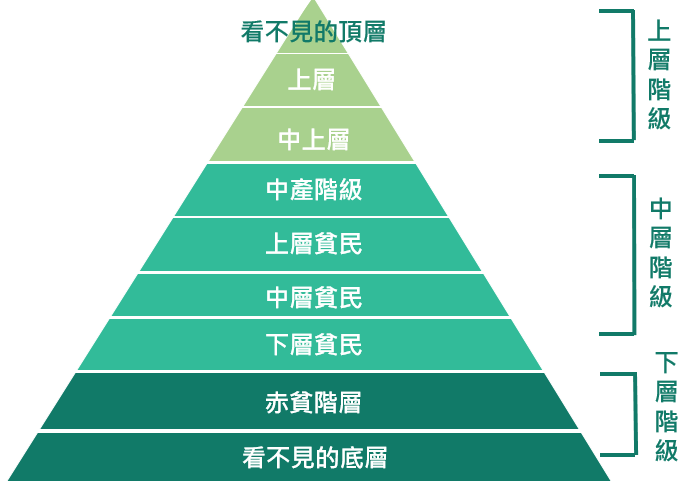 看不見的頂層
上層
中上層
中產階級
上層貧民
中層貧民
下層貧民
赤貧階層
看不見的底層
上層階級
中層階級
下層階級